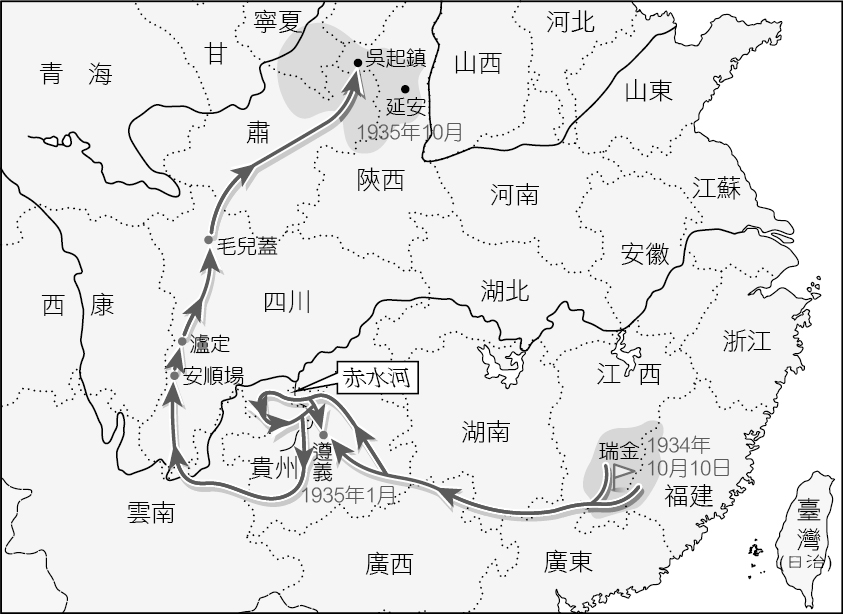 寧夏
河北
甘
吳起鎮
山西
青海
山東
延安
1935年10月
肅
陝西
河南
江蘇
毛兒蓋
安徽
西康
四川
湖北
瀘定
浙江
安順場
赤水河
江西
湖南
瑞金
1934年
10月10日
貴州
遵義
1935年1月
福建
雲南
臺灣
(日治)
廣西
廣東